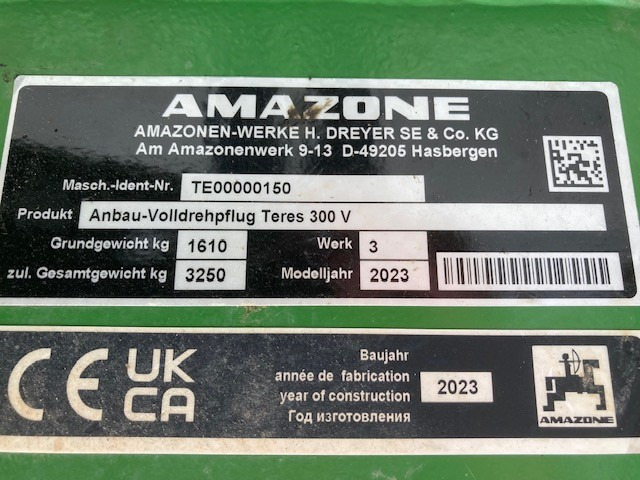 AMAZONE
AMAZONEN-WERKE H. DREYER SE & Co. KG
Am Amazonenwerk 9-13 D-49205 Hasbergen
Masch.-Ident-Nr. TE00000150
Produkt Anbau-Volldrehpflug Teres 300 V
Grundgewicht kg 1610 Werk 3
zul. Gesamtgewicht kg 3250 Modelljahr 2023
CE UK CA
Baujahr
année de fabrication
year of construction 2023
Год изготовления
AMAZONE